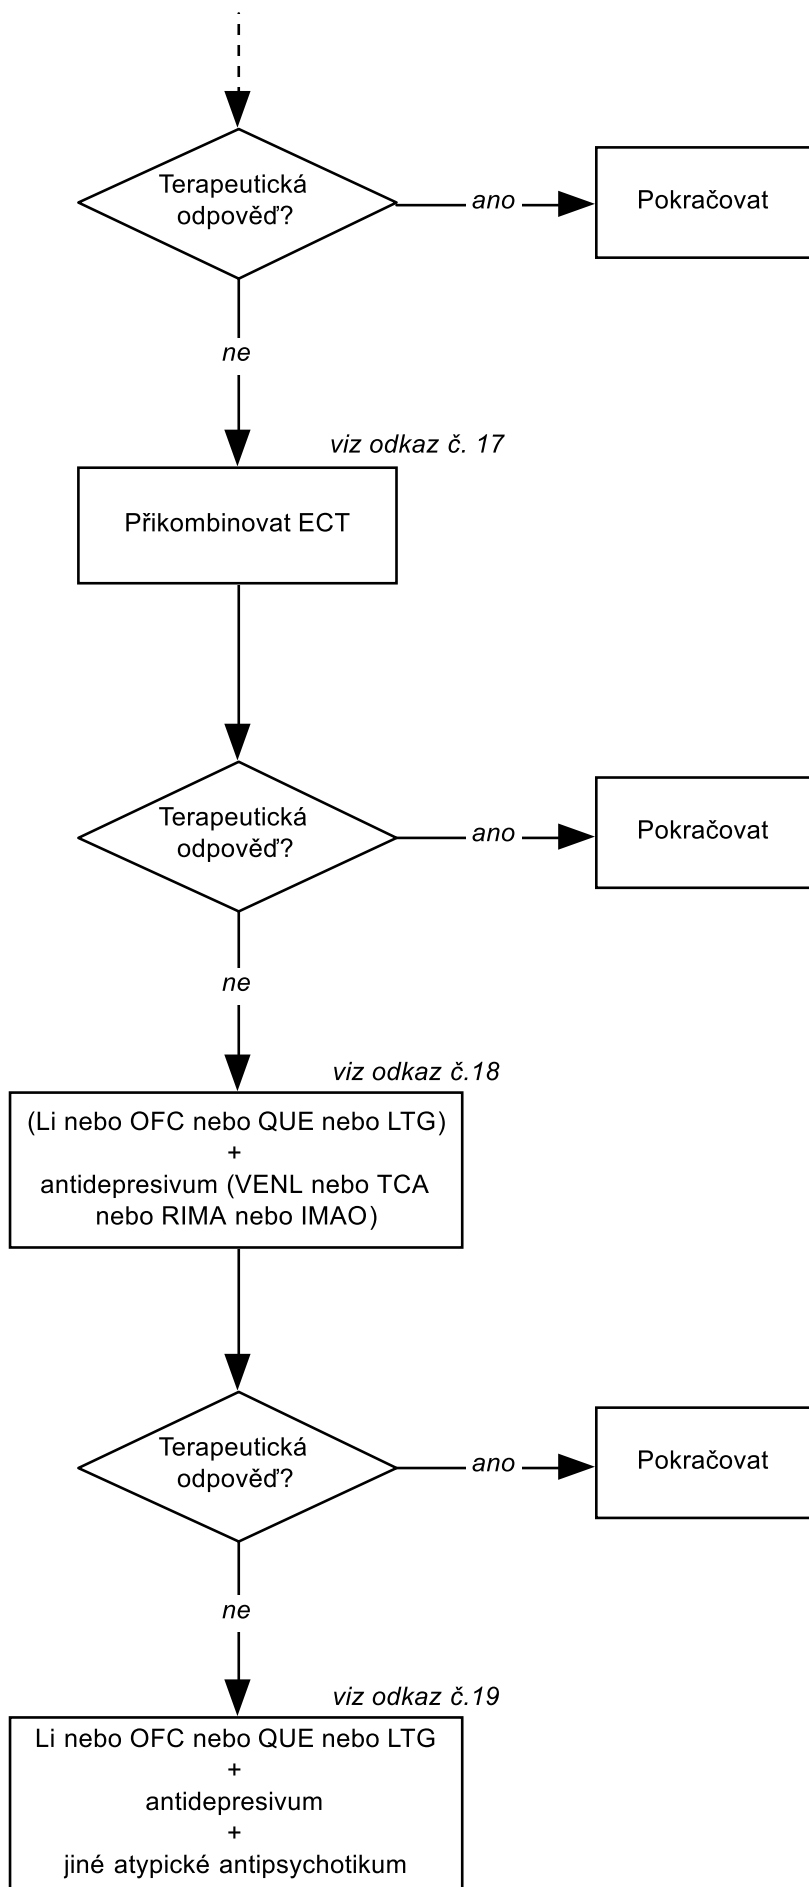 Terapeutická
odpověď?
ano
Pokračovat
ne
viz odkaz č. 17
Přikombinovat ECT
Terapeutická
odpověď?
ano
Pokračovat
ne
viz odkaz č.18
(Li nebo OFC nebo QUE nebo LTG)
+
antidepresivum (VENL nebo TCA
nebo RIMA nebo IMAO)
Terapeutická
odpověď?
ano
Pokračovat
ne
viz odkaz č.19
Li nebo OFC nebo QUE nebo LTG
+
antidepresivum
+
jiné atypické antipsychotikum